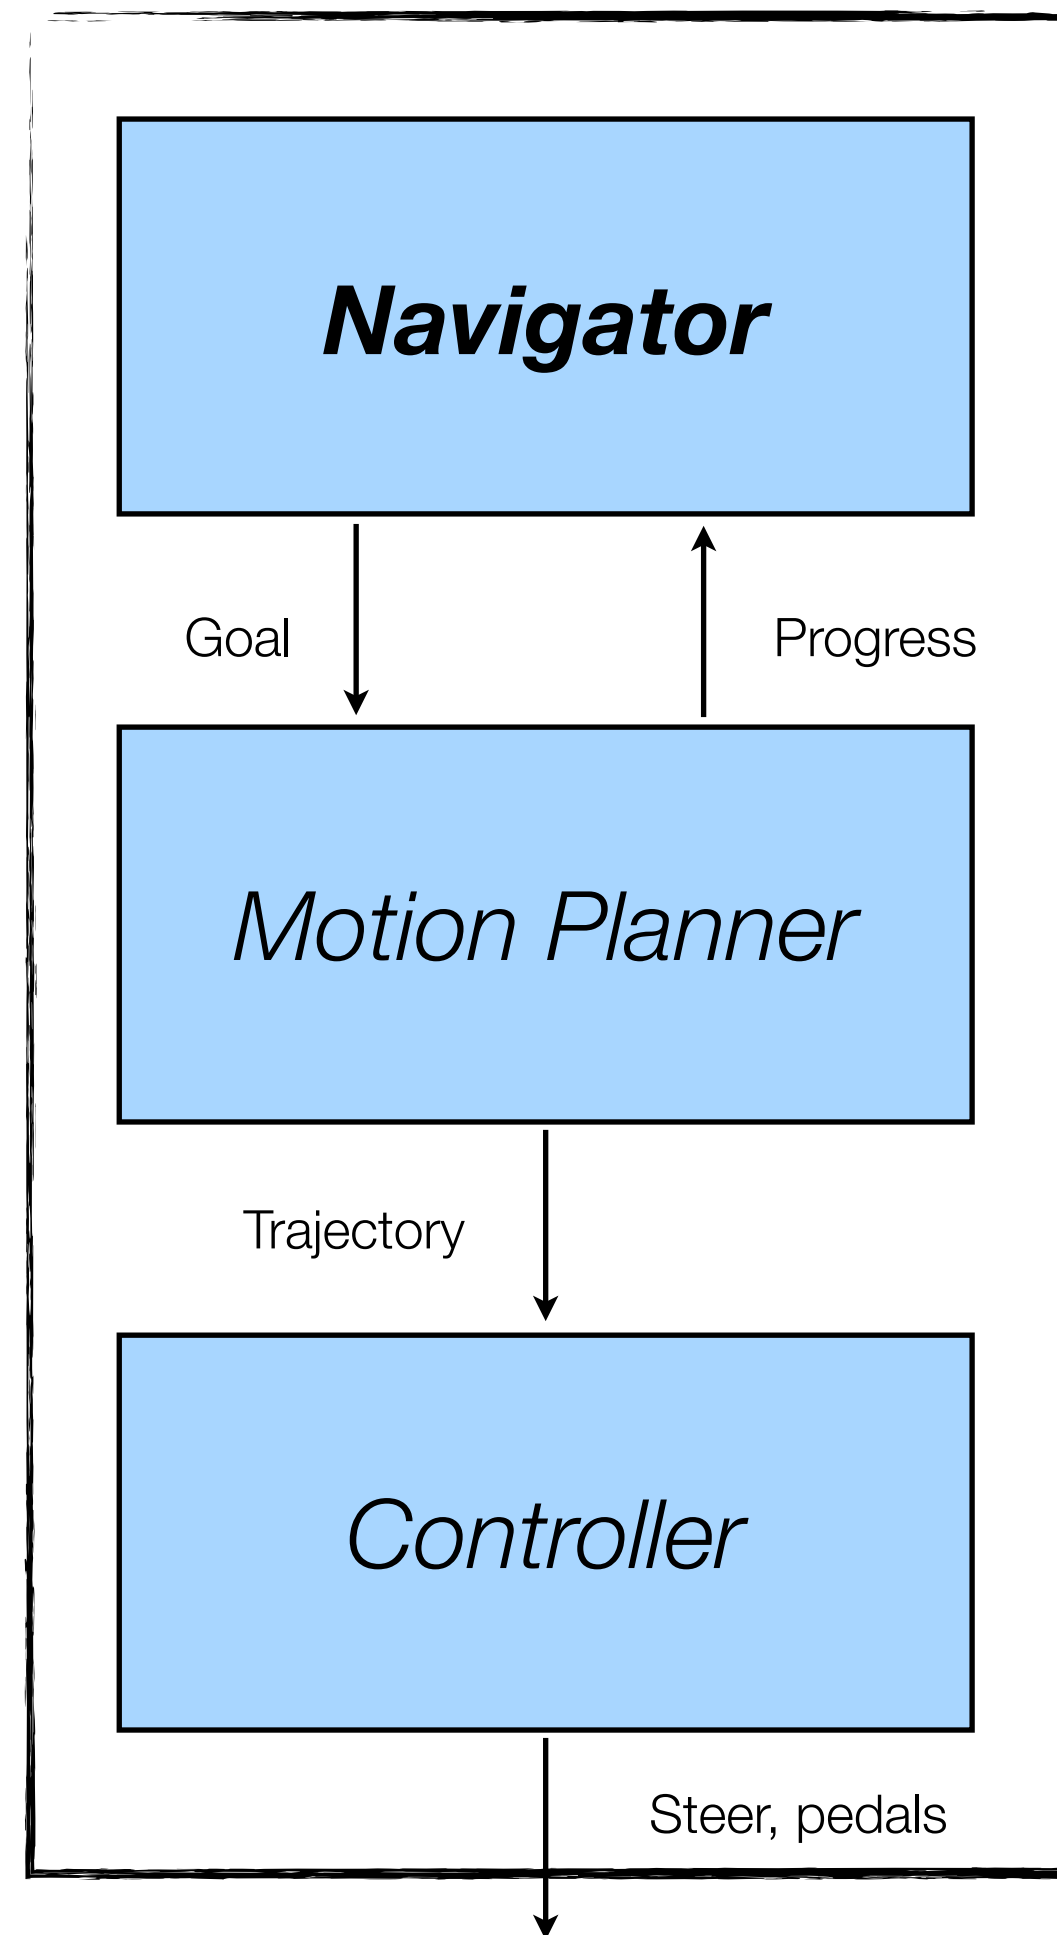 Navigator
Goal
Progress
Motion Planner
Trajectory
Controller
Steer, pedals